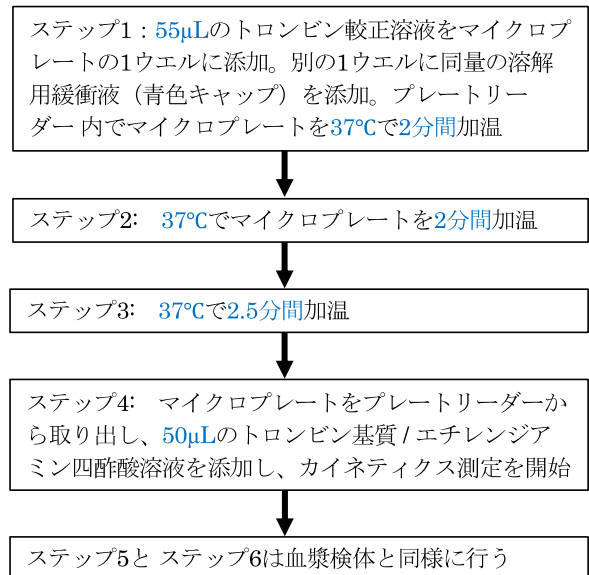 ステップ1：55μLのトロンビン較正溶液をマイクロプ
レートの1ウエルに添加。別の1ウエルに同量の溶解
用緩衝液（青色キャップ）を添加。プレートリー
ダー 内でマイクロプレートを37℃で2分間加温
ステップ2:　37℃でマイクロプレートを2分間加温
ステップ3:　37℃で2.5分間加温
ステップ4:　マイクロプレートをプレートリーダーか
ら取り出し、50μLのトロンビン基質 / エチレンジア
ミン四酢酸溶液を添加し、カイネティクス測定を開始
ステップ5と ステップ6は血漿検体と同様に行う